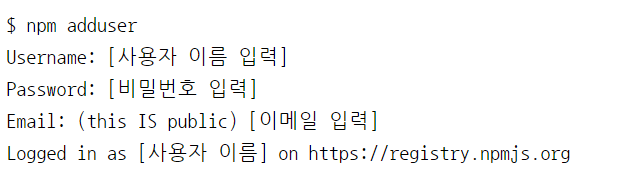 $ npm adduser
Username: [사용자 이름 입력]
Password: [비밀번호 입력]
Email: (this IS public) [이메일 입력]
Logged in as [사용자 이름] on https://registry.npmjs.org